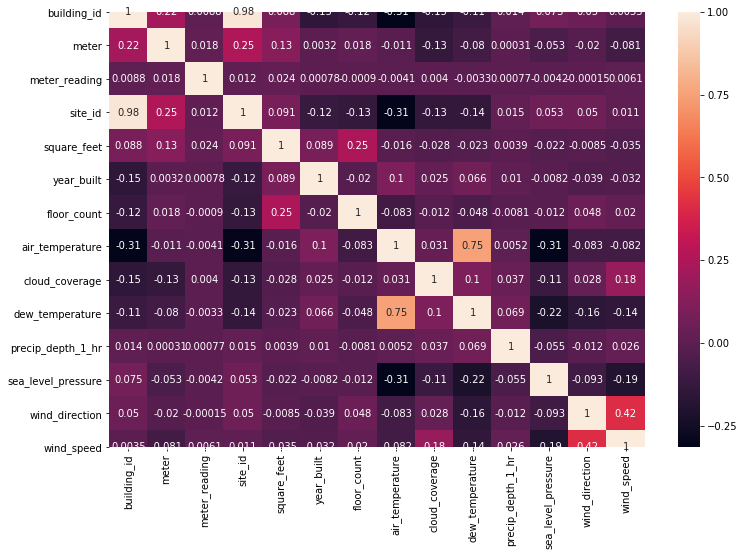 building_id 1 0.22 0.0088 0.98 0.088 -0.15 -0.12 -0.31 -0.15 -0.11 0.014 0.075 0.05 0.0035 1.00
meter 0.22 1 0.018 0.25 0.13 0.0032 0.018 -0.011 -0.13 -0.08 0.00031 -0.053 -0.02 -0.081
meter_reading 0.0088 0.018 1 0.012 0.024 0.00078 -0.0009 -0.0041 0.004 -0.0033 0.00077 -0.0042 -0.00015 0.0061
0.75
site_id 0.98 0.25 0.012 1 0.091 -0.12 -0.13 -0.31 -0.13 -0.14 0.015 0.053 0.05 0.011
square_feet 0.088 0.13 0.024 0.091 1 0.089 0.25 -0.016 -0.028 -0.023 0.0039 -0.022 -0.0085 -0.035
year_built -0.15 0.0032 0.00078 -0.12 0.089 1 -0.02 0.1 0.025 0.066 0.01 -0.0082 -0.039 -0.032
0.50
floor_count -0.12 0.018 -0.0009 -0.13 0.25 -0.02 1 -0.083 -0.012 -0.048 -0.0081 -0.012 0.048 0.02
air_temperature -0.31 -0.011 -0.0041 -0.31 -0.016 0.1 -0.083 1 0.031 0.75 0.0052 -0.31 -0.083 -0.082
0.25
cloud_coverage -0.15 -0.13 0.004 -0.13 -0.028 0.025 -0.012 0.031 1 0.1 0.037 -0.11 0.028 0.18
dew_temperature -0.11 -0.08 -0.0033 -0.14 -0.023 0.066 -0.048 0.75 0.1 1 0.069 -0.22 -0.16 -0.14
precip_depth_1_hr 0.014 0.00031 0.00077 0.015 0.0039 0.01 -0.0081 0.0052 0.037 0.069 1 -0.055 -0.012 0.026
0.00
sea_level_pressure 0.075 -0.053 -0.0042 0.053 -0.022 -0.0082 -0.012 -0.31 -0.11 -0.22 -0.055 1 -0.093 -0.19
wind_direction 0.05 -0.02 -0.00015 0.05 -0.0085 -0.039 0.048 -0.083 0.028 -0.16 -0.012 -0.093 1 0.42
−0.25
wind_speed 0.0035 -0.081 0.0061 0.011 -0.035 -0.032 0.02 -0.082 0.18 -0.14 0.026 -0.19 0.42 1
building_id
meter
meter_reading
site_id
square_feet
year_built
floor_count
air_temperature
cloud_coverage
dew_temperature
precip_depth_1_hr
sea_level_pressure
wind_direction
wind_speed